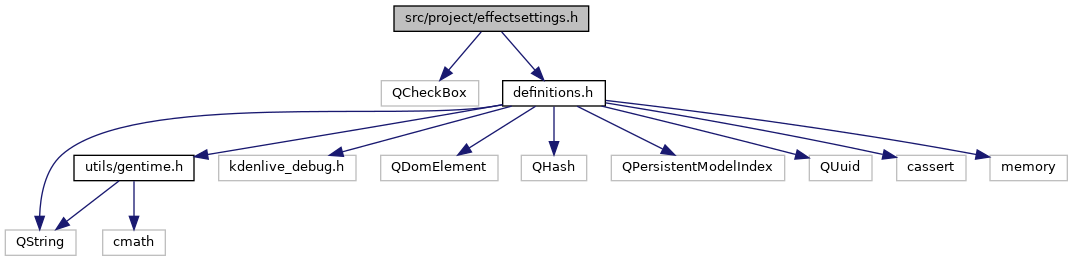 src/project/effectsettings.h
QCheckBox
definitions.h
utils/gentime.h
kdenlive_debug.h
QDomElement
QHash
QPersistentModelIndex
QUuid
cassert
memory
QString
cmath